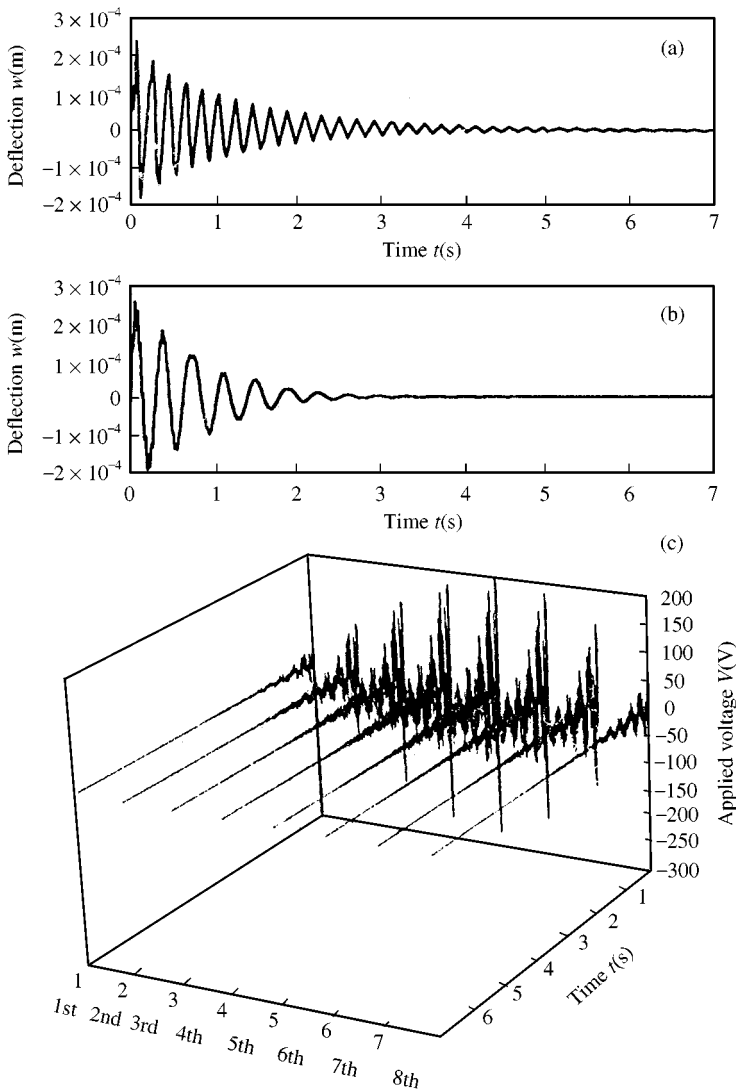 3 × 10⁻⁴
2 × 10⁻⁴
1 × 10⁻⁴
0
−1 × 10⁻⁴
−2 × 10⁻⁴
Deflection w(m)
(a)
0 1 2 3 4 5 6 7
Time t(s)
3 × 10⁻⁴
2 × 10⁻⁴
1 × 10⁻⁴
0
−1 × 10⁻⁴
−2 × 10⁻⁴
Deflection w(m)
(b)
0 1 2 3 4 5 6 7
Time t(s)
(c)
200
150
100
50
0
−50
−100
−150
−200
−250
−300
Applied voltage V(V)
1
2
3
4
5
6
Time t(s)
1 2 3 4 5 6 7
1st 2nd 3rd 4th 5th 6th 7th 8th